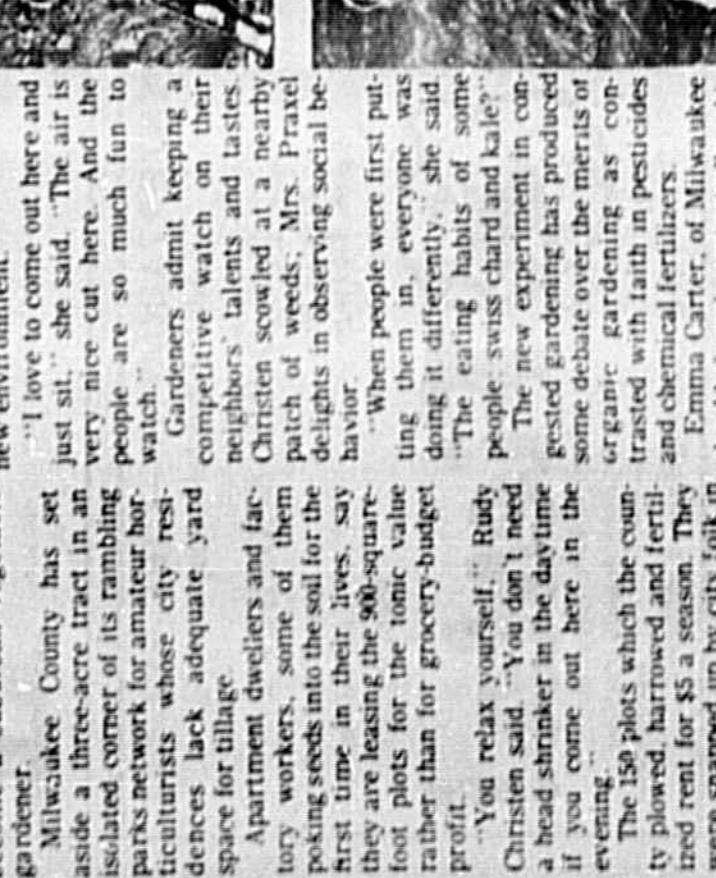 gardener.
Milwaukee County has set
aside a three-acre tract in an
isolated corner of its rambling
parks network for amateur hor-
ticulturists whose city resi-
dences lack adequate yard
space for tillage.
Apartment dwellers and fac-
tory workers, some of them
poking seeds into the soil for the
first time in their lives, say
they are leasing the 900-square-
foot plots for the tonic value
rather than for grocery-budget
profit.
"You relax yourself," Rudy
Christen said. "You don't need
a head shrinker in the daytime
if you come out here in the
evening."
The 150 plots which the coun-
ty plowed, harrowed and fertil-
ized rent for $5 a season. They
were snapped up by city folk in
new environment.
"I love to come out here and
just sit," she said. "The air is
very nice cut here. And the
people are so much fun to
watch."
Gardeners admit keeping a
competitive watch on their
neighbors' talents and tastes.
Christen scowled at a nearby
patch of weeds; Mrs. Praxel
delights in observing social be-
havior.
"When people were first put-
ting them in, everyone was
doing it differently," she said.
"The eating habits of some
people: swiss chard and kale?"
The new experiment in con-
gested gardening has produced
some debate over the merits of
organic gardening as con-
trasted with faith in pesticides
and chemical fertilizers.
Emma Carter, of Milwaukee